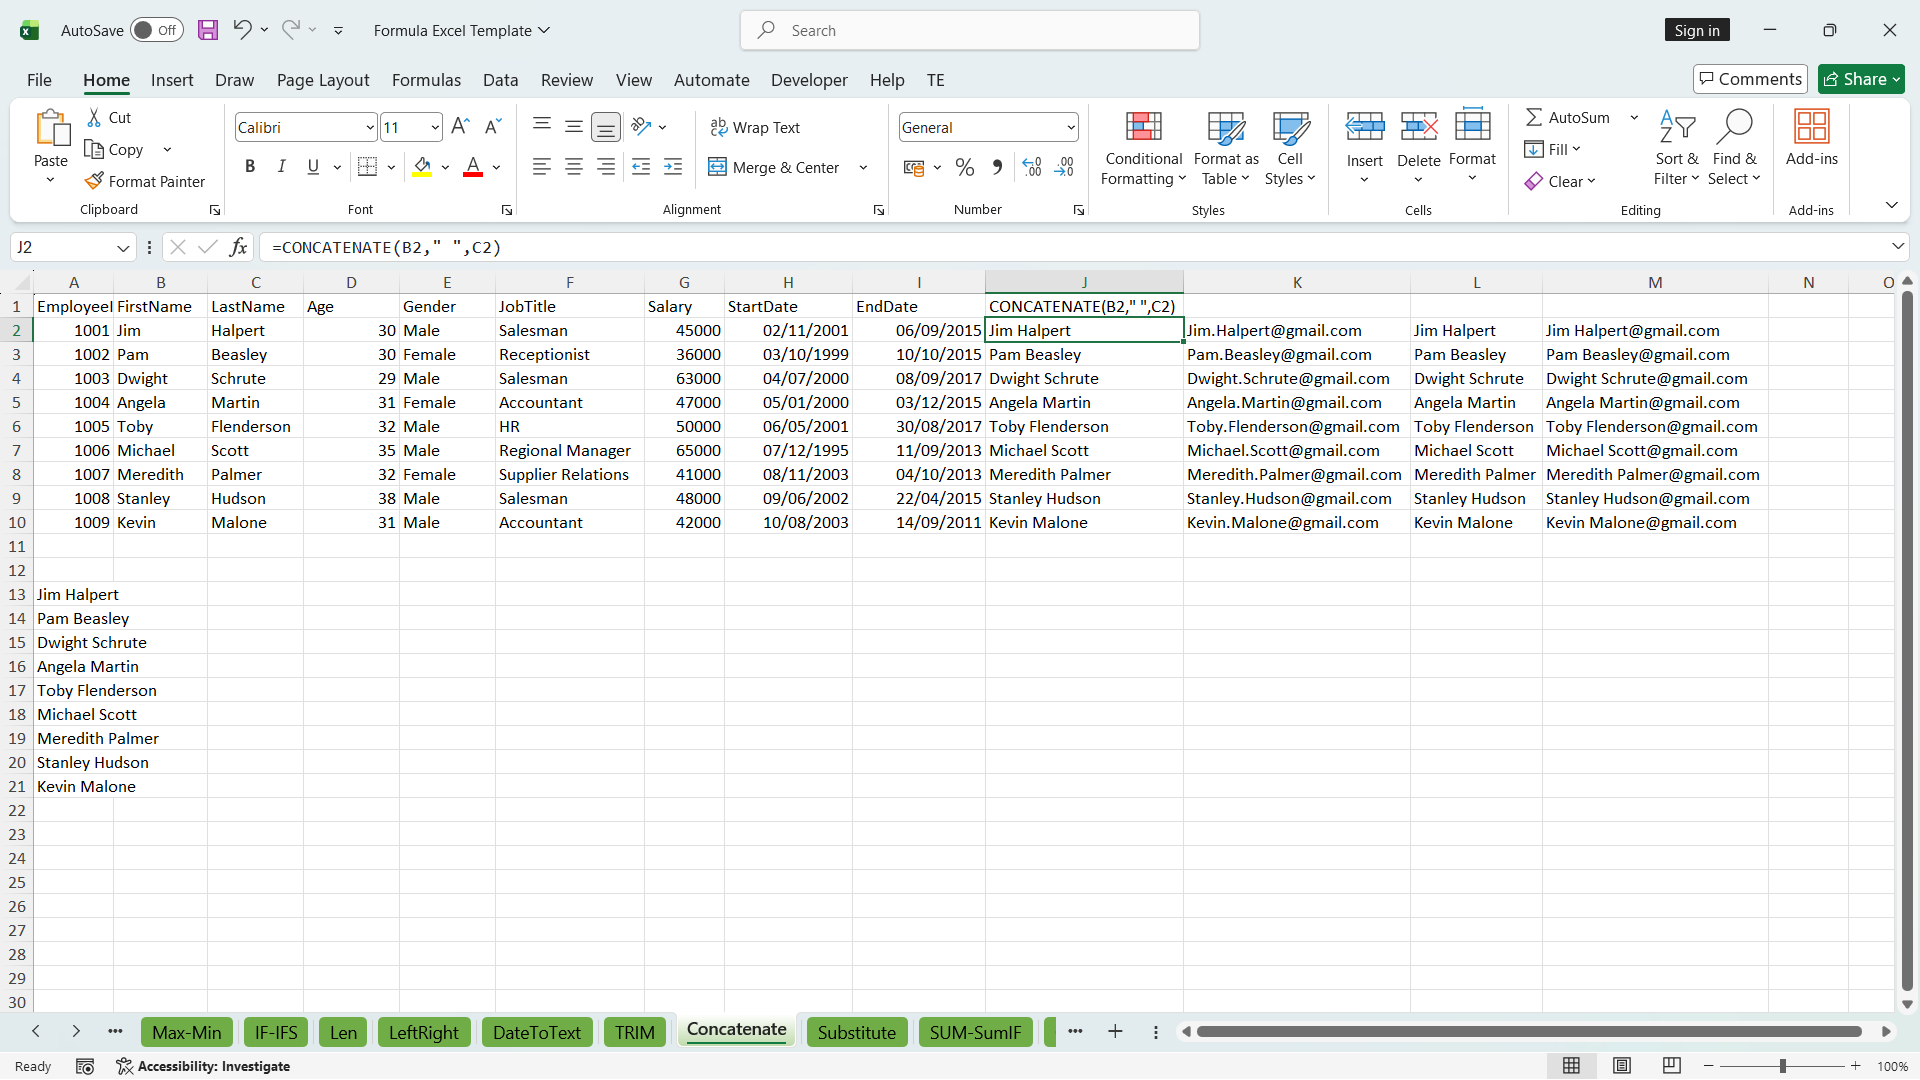 AutoSave Off Formula Excel Template Search Sign in
File Home Insert Draw Page Layout Formulas Data Review View Automate Developer Help TE Comments Share
Paste Cut Copy Format Painter Clipboard
Calibri 11 B I U A Font
Wrap Text Merge & Center Alignment
General % Number
Conditional Formatting Format as Table Cell Styles Styles
Insert Delete Format Cells
AutoSum Fill Clear Sort & Filter Find & Select Editing
Add-ins Add-ins
J2 fx =CONCATENATE(B2," ",C2)
A B C D E F G H I J K L M N O
1 EmployeeI FirstName LastName Age Gender JobTitle Salary StartDate EndDate CONCATENATE(B2," ",C2)
2 1001 Jim Halpert 30 Male Salesman 45000 02/11/2001 06/09/2015 Jim Halpert Jim.Halpert@gmail.com Jim Halpert Jim Halpert@gmail.com
3 1002 Pam Beasley 30 Female Receptionist 36000 03/10/1999 10/10/2015 Pam Beasley Pam.Beasley@gmail.com Pam Beasley Pam Beasley@gmail.com
4 1003 Dwight Schrute 29 Male Salesman 63000 04/07/2000 08/09/2017 Dwight Schrute Dwight.Schrute@gmail.com Dwight Schrute Dwight Schrute@gmail.com
5 1004 Angela Martin 31 Female Accountant 47000 05/01/2000 03/12/2015 Angela Martin Angela.Martin@gmail.com Angela Martin Angela Martin@gmail.com
6 1005 Toby Flenderson 32 Male HR 50000 06/05/2001 30/08/2017 Toby Flenderson Toby.Flenderson@gmail.com Toby Flenderson Toby Flenderson@gmail.com
7 1006 Michael Scott 35 Male Regional Manager 65000 07/12/1995 11/09/2013 Michael Scott Michael.Scott@gmail.com Michael Scott Michael Scott@gmail.com
8 1007 Meredith Palmer 32 Female Supplier Relations 41000 08/11/2003 04/10/2013 Meredith Palmer Meredith.Palmer@gmail.com Meredith Palmer Meredith Palmer@gmail.com
9 1008 Stanley Hudson 38 Male Salesman 48000 09/06/2002 22/04/2015 Stanley Hudson Stanley.Hudson@gmail.com Stanley Hudson Stanley Hudson@gmail.com
10 1009 Kevin Malone 31 Male Accountant 42000 10/08/2003 14/09/2011 Kevin Malone Kevin.Malone@gmail.com Kevin Malone Kevin Malone@gmail.com
11
12
13 Jim Halpert
14 Pam Beasley
15 Dwight Schrute
16 Angela Martin
17 Toby Flenderson
18 Michael Scott
19 Meredith Palmer
20 Stanley Hudson
21 Kevin Malone
22
23
24
25
26
27
28
29
30
Max-Min IF-IFS Len LeftRight DateToText TRIM Concatenate Substitute SUM-SumIF
Ready Accessibility: Investigate 100%